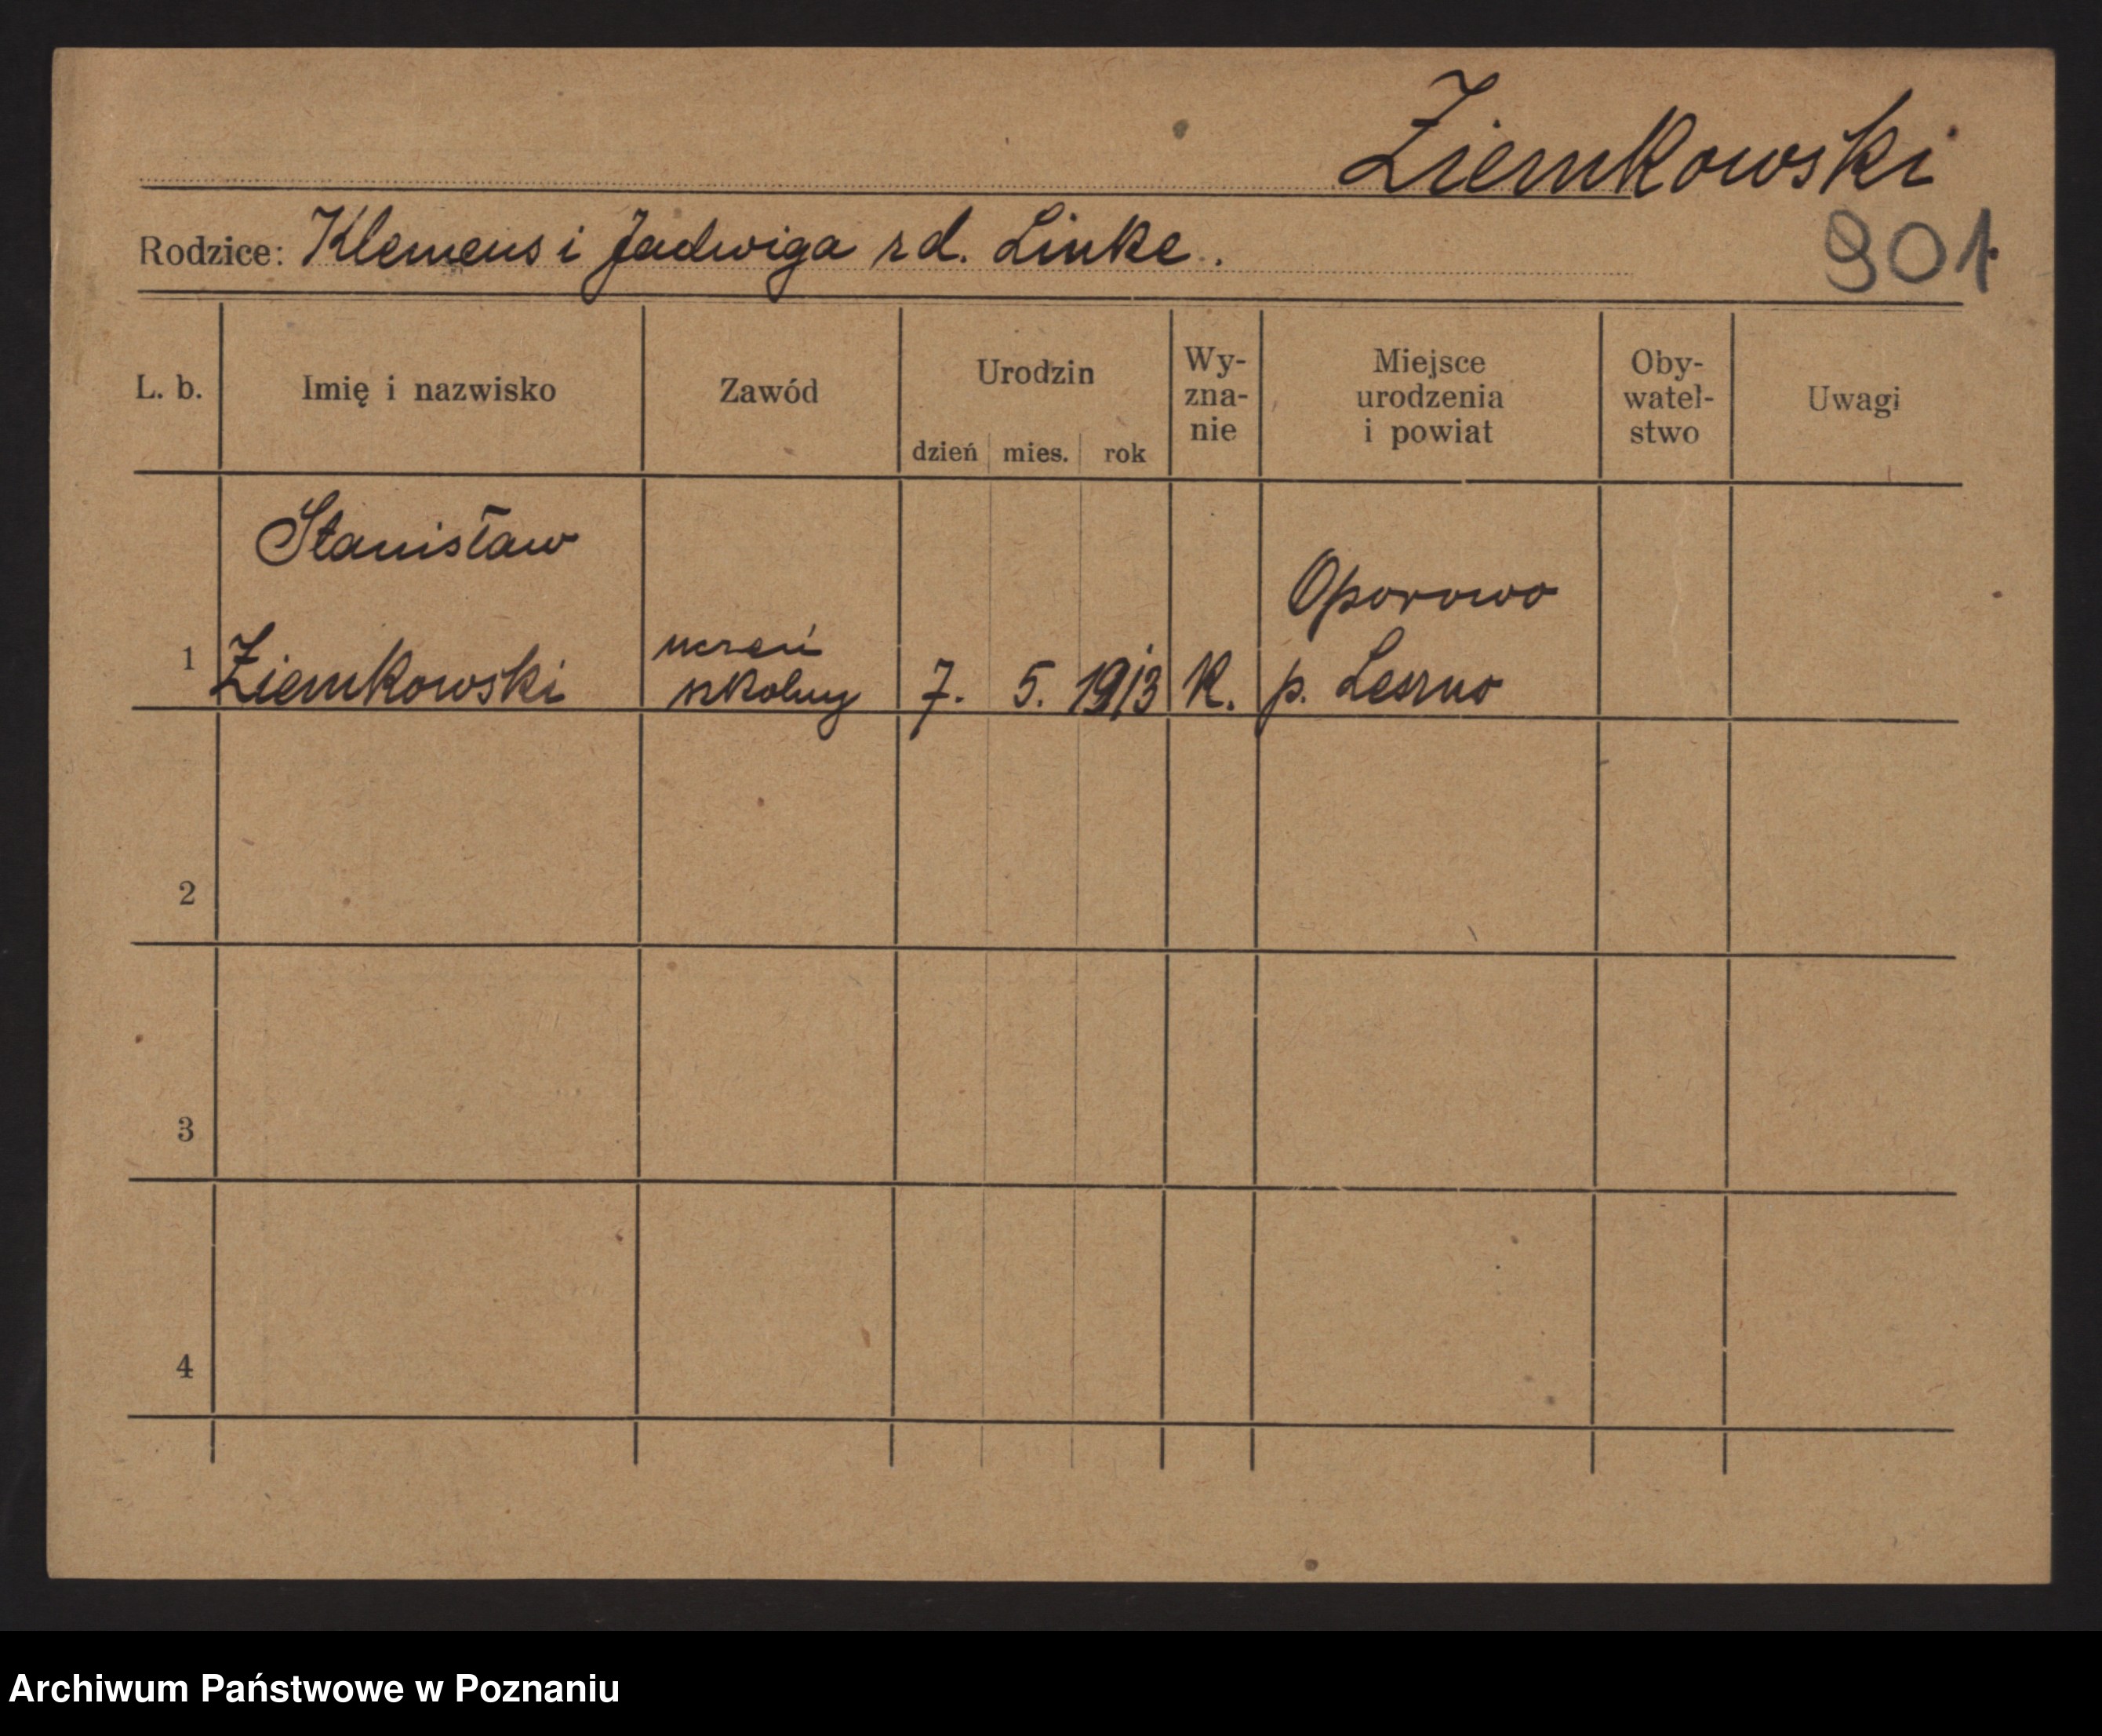 Ziemkowski
Rodzice: Klemens i Jadwiga zd. Linke.
901
L. b.
Imię i nazwisko
Zawód
Urodzin
dzień mies. rok
Wy-
zna-
nie
Miejsce
urodzenia
i powiat
Oby-
watel-
stwo
Uwagi
1
Stanisław
Ziemkowski
uczeń
szkolny
7. 5. 1913
K.
Oporowo
p. Leszno
2
3
4
Archiwum Państwowe w Poznaniu